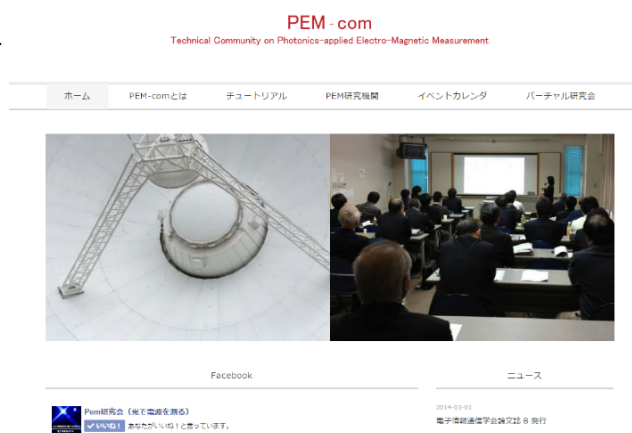 PEM-com
Technical Community on Photonics-applied Electro-Magnetic Measurement
ホーム PEM-comとは チュートリアル PEM研究機関 イベントカレンダ バーチャル研究会
Facebook
ニュース
Pem研究会（光で電波を測る）
いいね！ あなたがいいね！と言っています。
2014-03-01
電子情報通信学会論文誌 B 発行